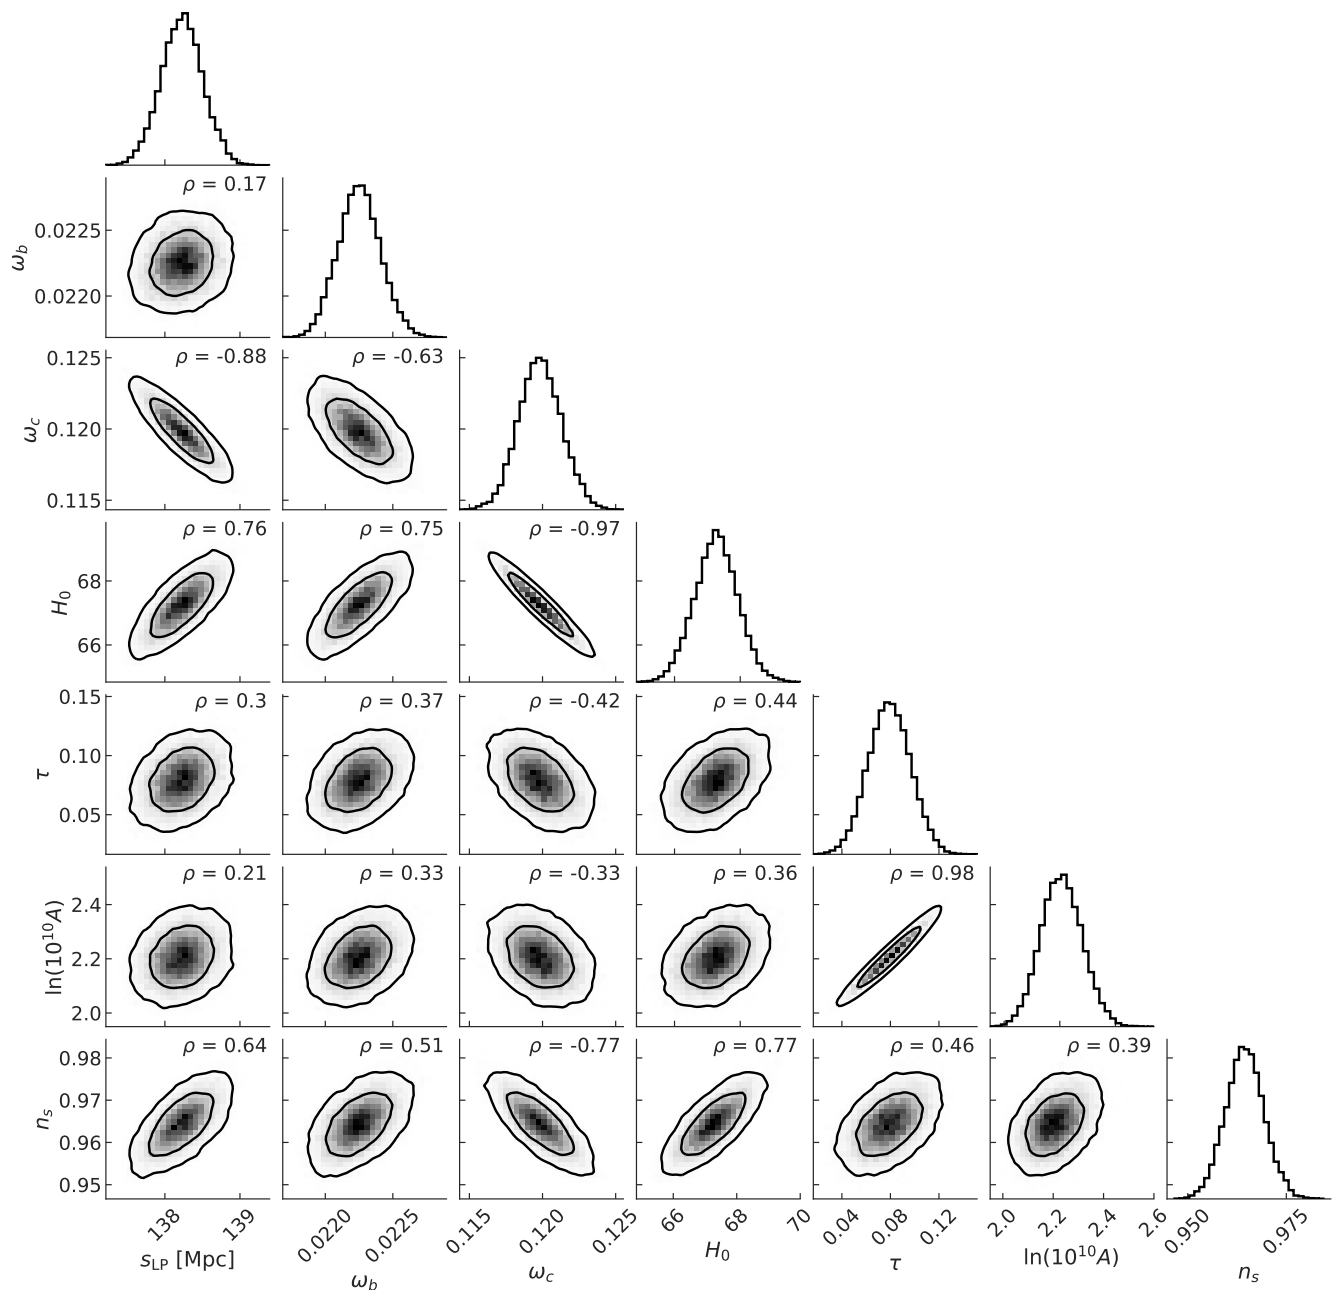 ρ = 0.17
0.0225
0.0220
ω_b
ρ = -0.88
ρ = -0.63
0.125
0.120
0.115
ω_c
ρ = 0.76
ρ = 0.75
ρ = -0.97
68
66
H₀
ρ = 0.3
ρ = 0.37
ρ = -0.42
ρ = 0.44
0.15
0.10
0.05
τ
ρ = 0.21
ρ = 0.33
ρ = -0.33
ρ = 0.36
ρ = 0.98
2.4
2.2
2.0
ln(10¹⁰A)
ρ = 0.64
ρ = 0.51
ρ = -0.77
ρ = 0.77
ρ = 0.46
ρ = 0.39
0.98
0.97
0.96
0.95
n_s
138 139
0.0220 0.0225
0.115 0.120 0.125
66 68 70
0.04 0.08 0.12
2.0 2.2 2.4 2.6
0.950 0.975
s_LP [Mpc]
ω_b
ω_c
H₀
τ
ln(10¹⁰A)
n_s